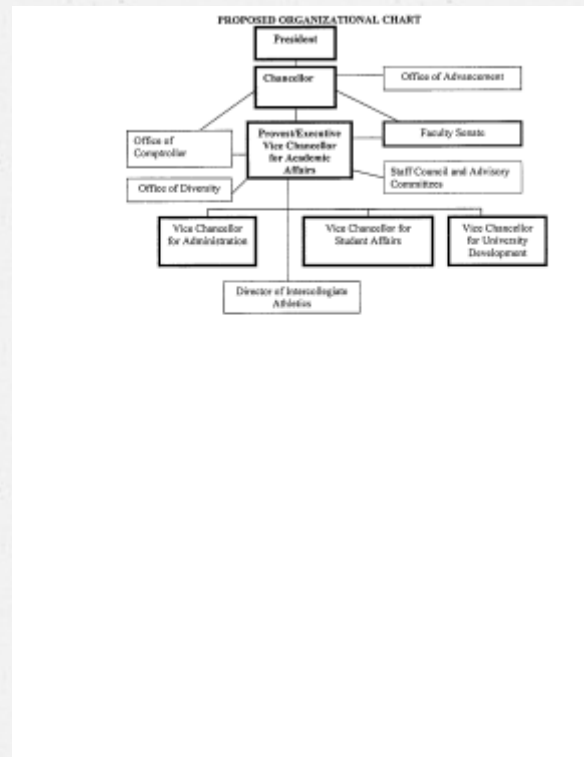 PROPOSED ORGANIZATIONAL CHART
President
Chancellor
Office of Advancement
Office of
Comptroller
Provost/Executive
Vice Chancellor
for Academic
Affairs
Faculty Senate
Staff Council and Advisory
Committees
Office of Diversity
Vice Chancellor
for Administration
Vice Chancellor for
Student Affairs
Vice Chancellor
for University
Development
Director of Intercollegiate
Athletics